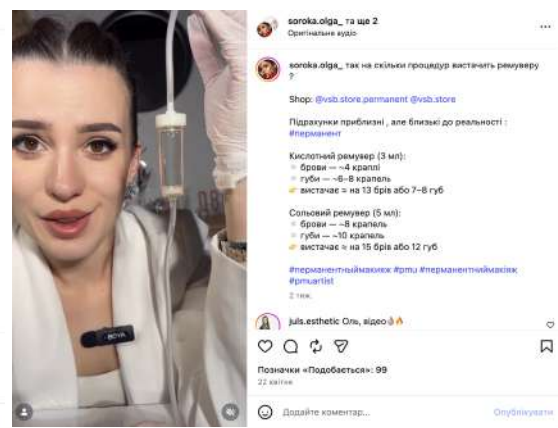 soroka.olga_ та ще 2
Оригінальне аудіо
soroka.olga_ так на скільки процедур вистачить ремуверу
?
Shop: @vsb.store.permanent @vsb.store
Підрахунки приблизні , але близькі до реальності :
#перманент
Кислотний ремувер (3 мл):
брови — ~4 краплі
губи — ~6–8 крапель
👉 вистачає ≈ на 13 брів або 7–8 губ
Сольовий ремувер (5 мл):
брови — ~8 крапель
губи — ~10 крапель
👉 вистачає ≈ на 15 брів або 12 губ
#перманентныймакияж #pmu #перманентниймакіяж
#pmuartist
2 тиж.
juls.esthetic Оль, відео👌🔥
Позначки «Подобається»: 99
22 квітня
Додайте коментар...
Опублікувати
BOYA